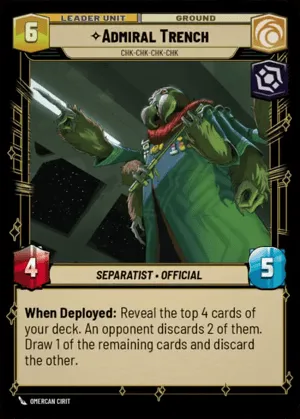 LEADER UNIT
GROUND
6
ADMIRAL TRENCH
CHK-CHK-CHK-CHK
4
5
SEPARATIST • OFFICIAL
When Deployed: Reveal the top 4 cards of
your deck. An opponent discards 2 of them.
Draw 1 of the remaining cards and discard
the other.
OMERCAN CIRIT